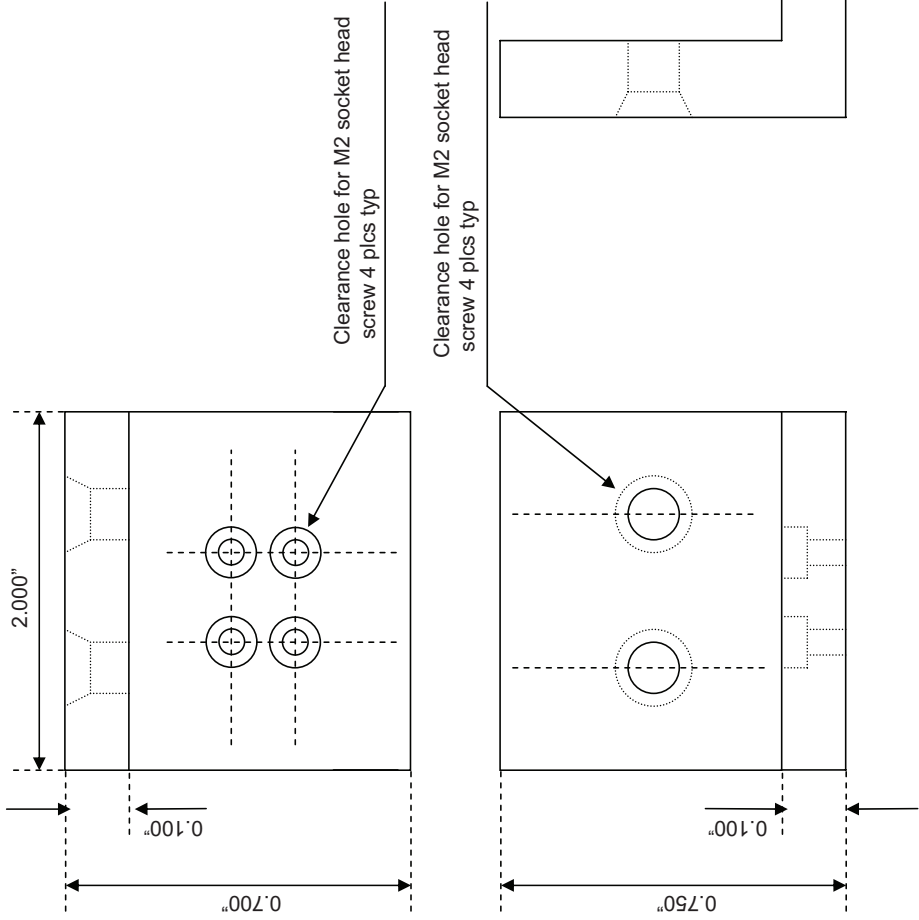 2.000”
0.100”
0.700”
Clearance hole for M2 socket head
screw 4 plcs typ
Clearance hole for M2 socket head
screw 4 plcs typ
0.100”
0.750”